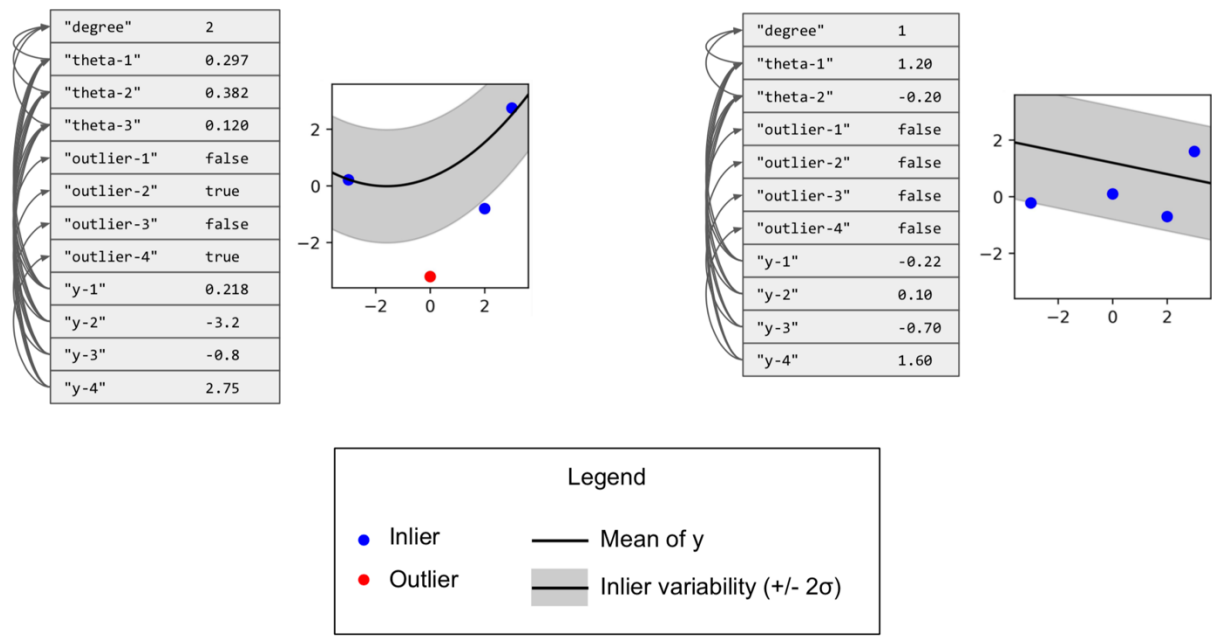 "degree" 2
"theta-1" 0.297
"theta-2" 0.382
"theta-3" 0.120
"outlier-1" false
"outlier-2" true
"outlier-3" false
"outlier-4" true
"y-1" 0.218
"y-2" -3.2
"y-3" -0.8
"y-4" 2.75
2
0
−2
−2 0 2
"degree" 1
"theta-1" 1.20
"theta-2" -0.20
"outlier-1" false
"outlier-2" false
"outlier-3" false
"outlier-4" false
"y-1" -0.22
"y-2" 0.10
"y-3" -0.70
"y-4" 1.60
2
0
−2
−2 0 2
Legend
Inlier Mean of y
Outlier Inlier variability (+/- 2σ)